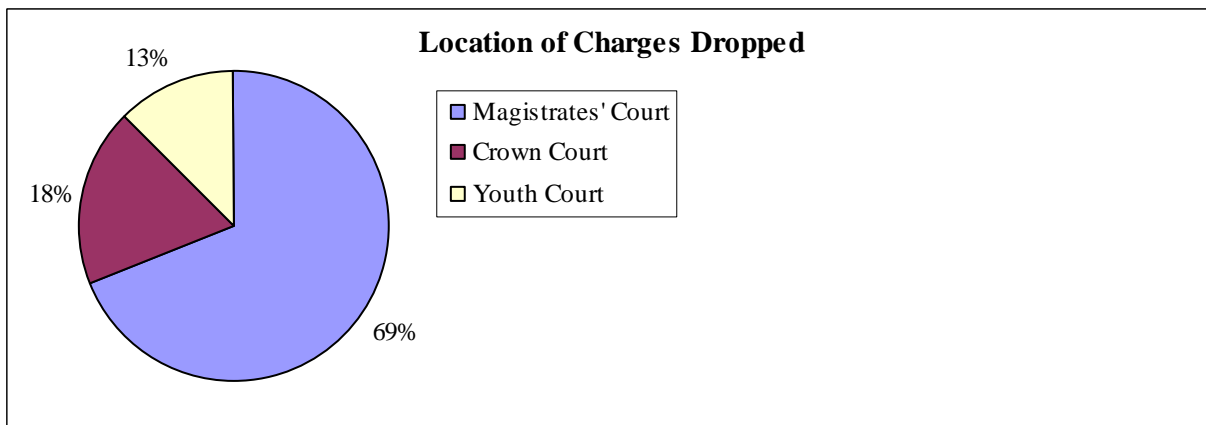 Location of Charges Dropped
13%
Magistrates' Court
Crown Court
18%
Youth Court
69%